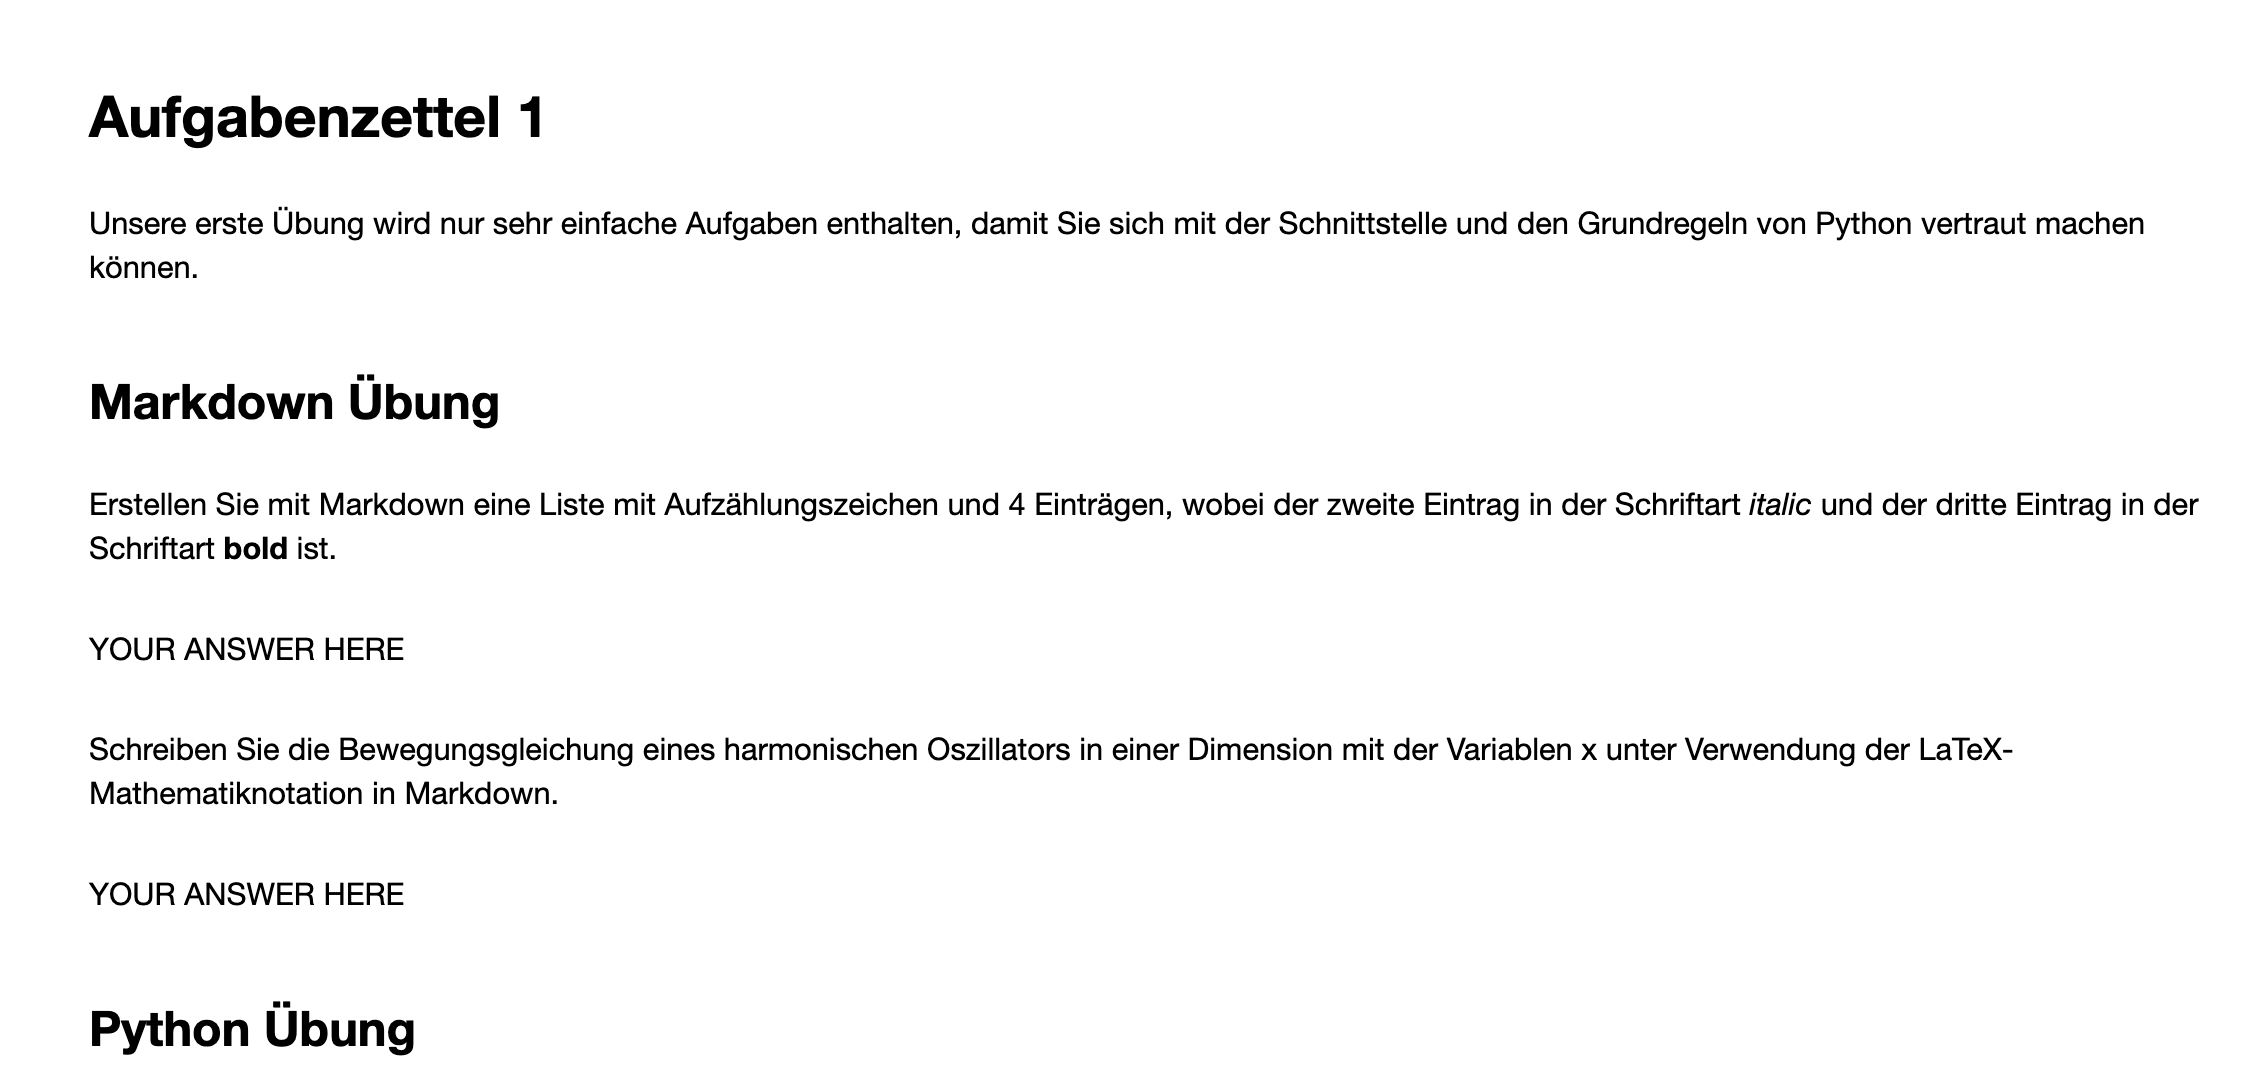 Aufgabenzettel 1
Unsere erste Übung wird nur sehr einfache Aufgaben enthalten, damit Sie sich mit der Schnittstelle und den Grundregeln von Python vertraut machen
können.
Markdown Übung
Erstellen Sie mit Markdown eine Liste mit Aufzählungszeichen und 4 Einträgen, wobei der zweite Eintrag in der Schriftart italic und der dritte Eintrag in der
Schriftart bold ist.
YOUR ANSWER HERE
Schreiben Sie die Bewegungsgleichung eines harmonischen Oszillators in einer Dimension mit der Variablen x unter Verwendung der LaTeX-
Mathematiknotation in Markdown.
YOUR ANSWER HERE
Python Übung